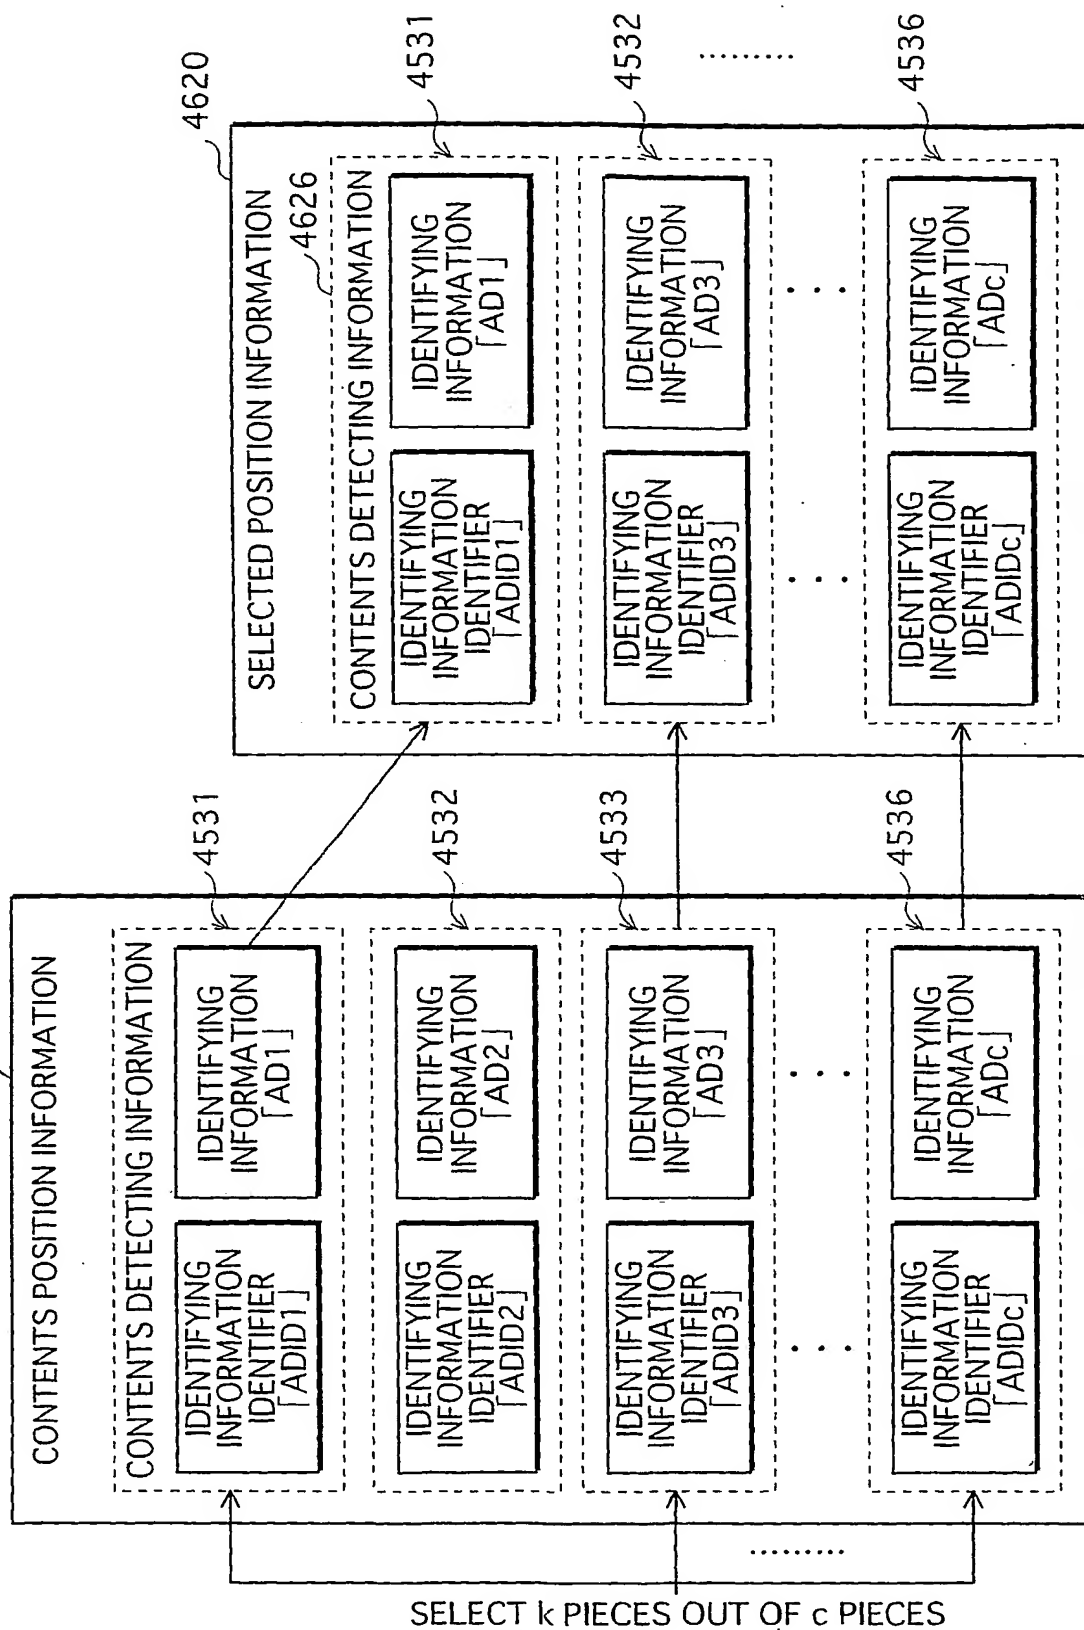 CONTENTS POSITION INFORMATION
CONTENTS DETECTING INFORMATION
4531
IDENTIFYING
INFORMATION
IDENTIFIER
「ADID1」
IDENTIFYING
INFORMATION
「AD1」
4532
IDENTIFYING
INFORMATION
IDENTIFIER
「ADID2」
IDENTIFYING
INFORMATION
「AD2」
4533
IDENTIFYING
INFORMATION
IDENTIFIER
「ADID3」
IDENTIFYING
INFORMATION
「AD3」
4536
IDENTIFYING
INFORMATION
IDENTIFIER
「ADIDc」
IDENTIFYING
INFORMATION
「ADc」
SELECT k PIECES OUT OF c PIECES
4620
SELECTED POSITION INFORMATION
4626
CONTENTS DETECTING INFORMATION
4531
IDENTIFYING
INFORMATION
IDENTIFIER
「ADID1」
IDENTIFYING
INFORMATION
「AD1」
4532
IDENTIFYING
INFORMATION
IDENTIFIER
「ADID3」
IDENTIFYING
INFORMATION
「AD3」
4536
IDENTIFYING
INFORMATION
IDENTIFIER
「ADIDc」
IDENTIFYING
INFORMATION
「ADc」